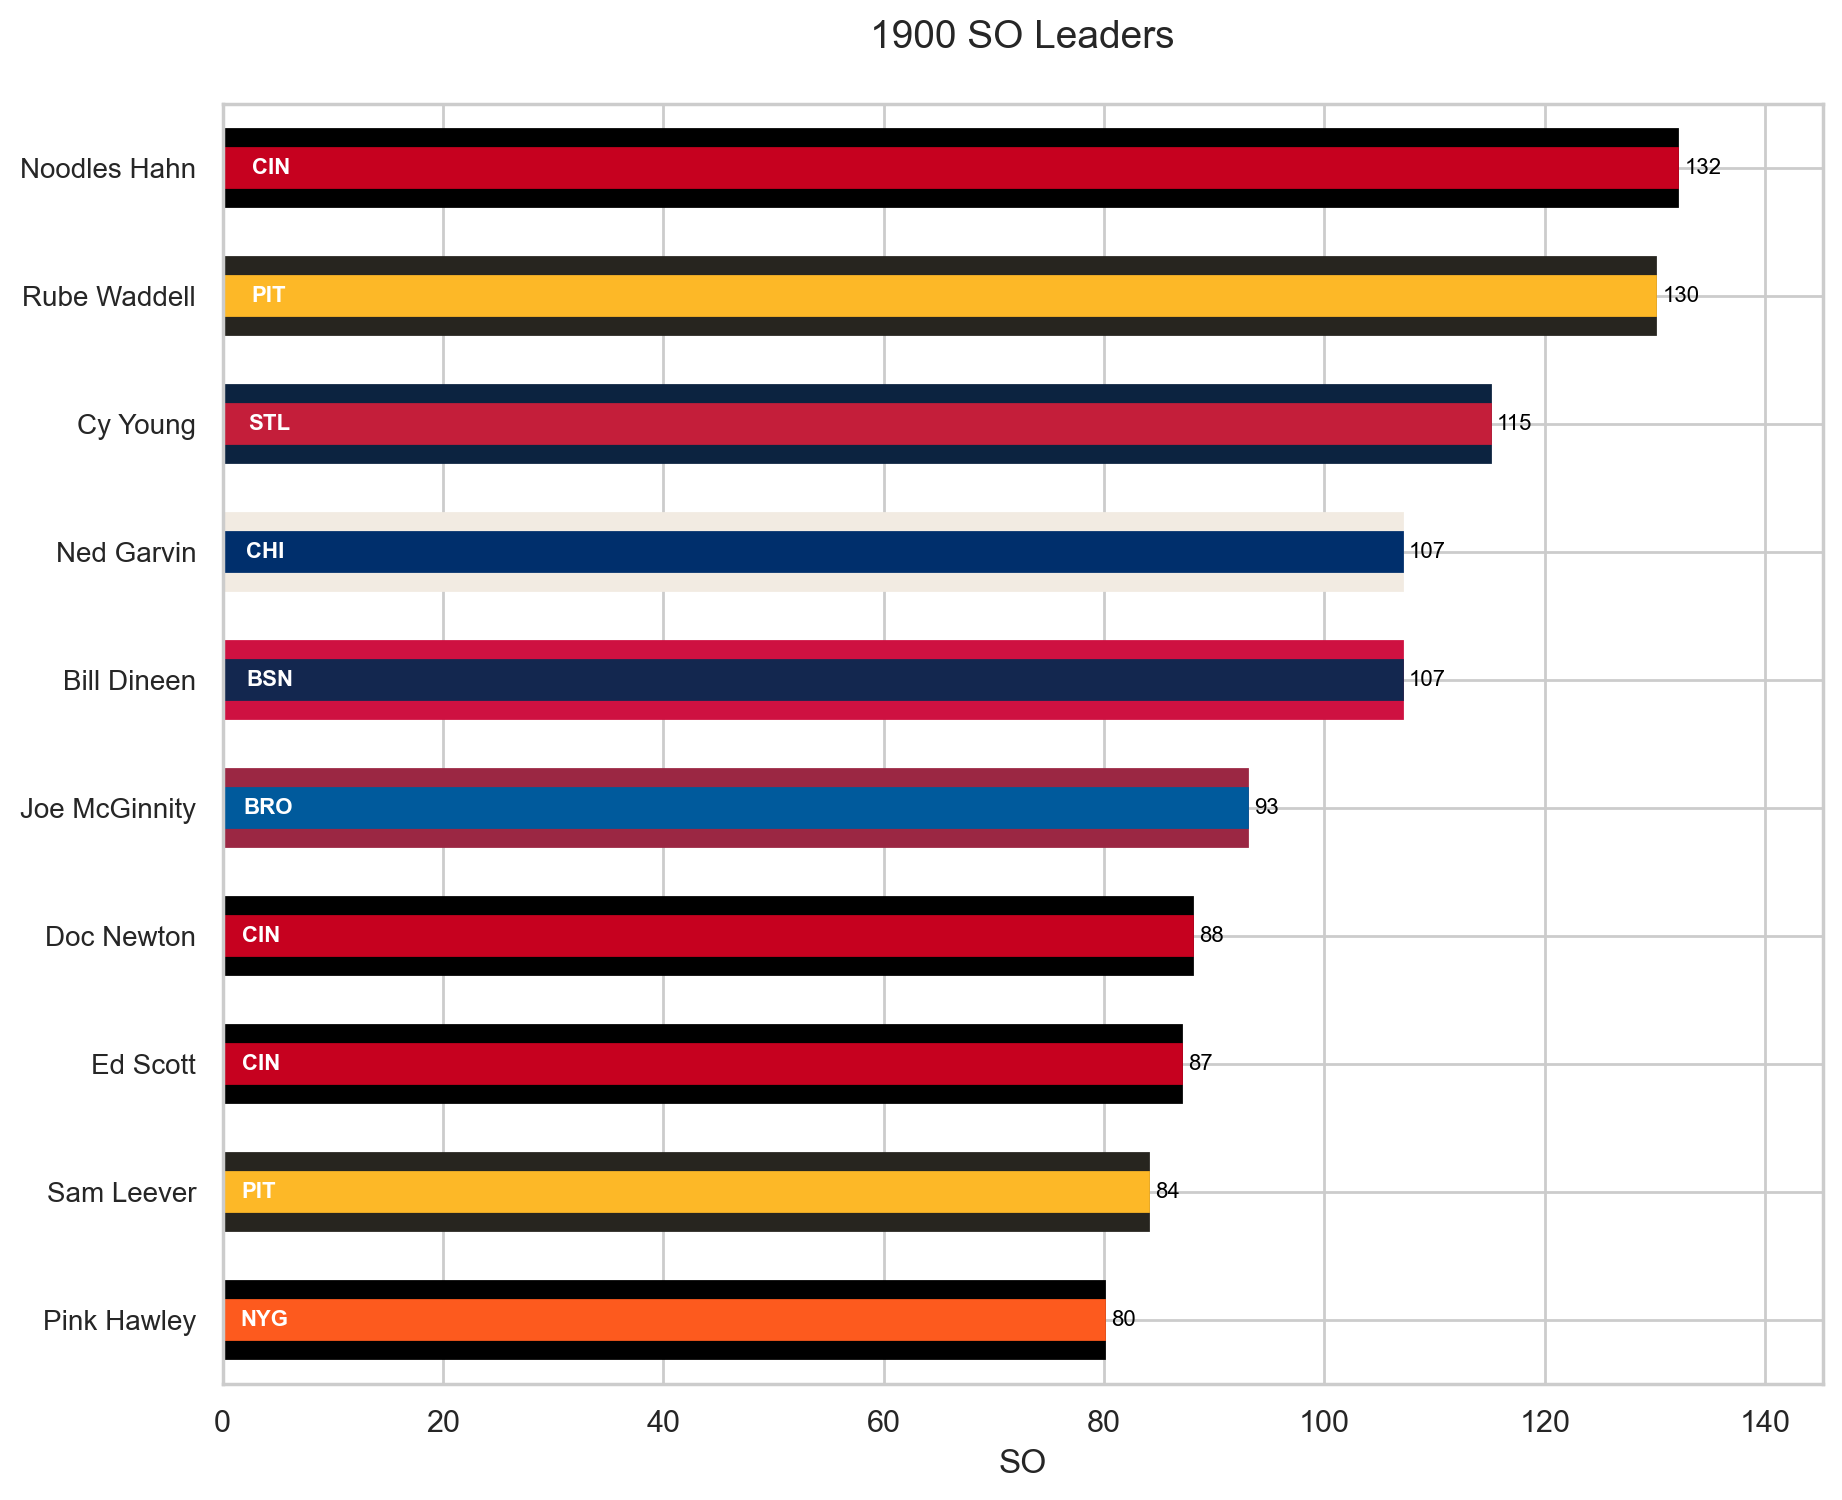 1900 SO Leaders
Noodles Hahn CIN 132
Rube Waddell PIT 130
Cy Young STL 115
Ned Garvin CHI 107
Bill Dineen BSN 107
Joe McGinnity BRO 93
Doc Newton CIN 88
Ed Scott CIN 87
Sam Leever PIT 84
Pink Hawley NYG 80
0 20 40 60 80 100 120 140
SO